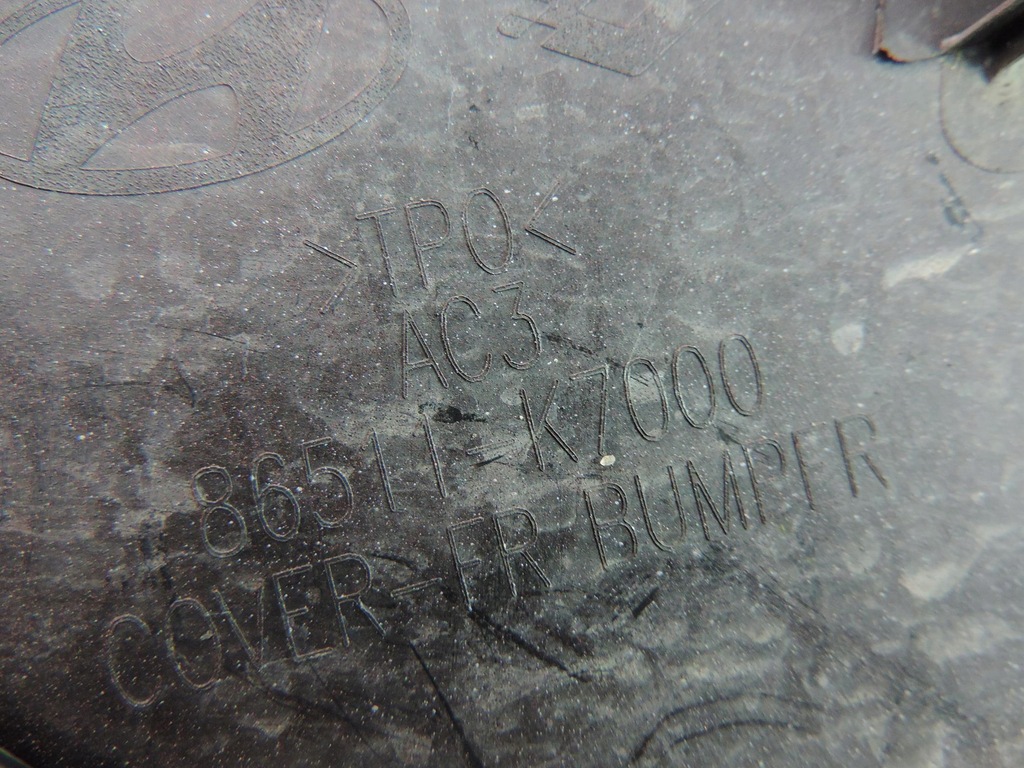 >TPO<
AC3
86511-K7000
COVER-FR BUMPER